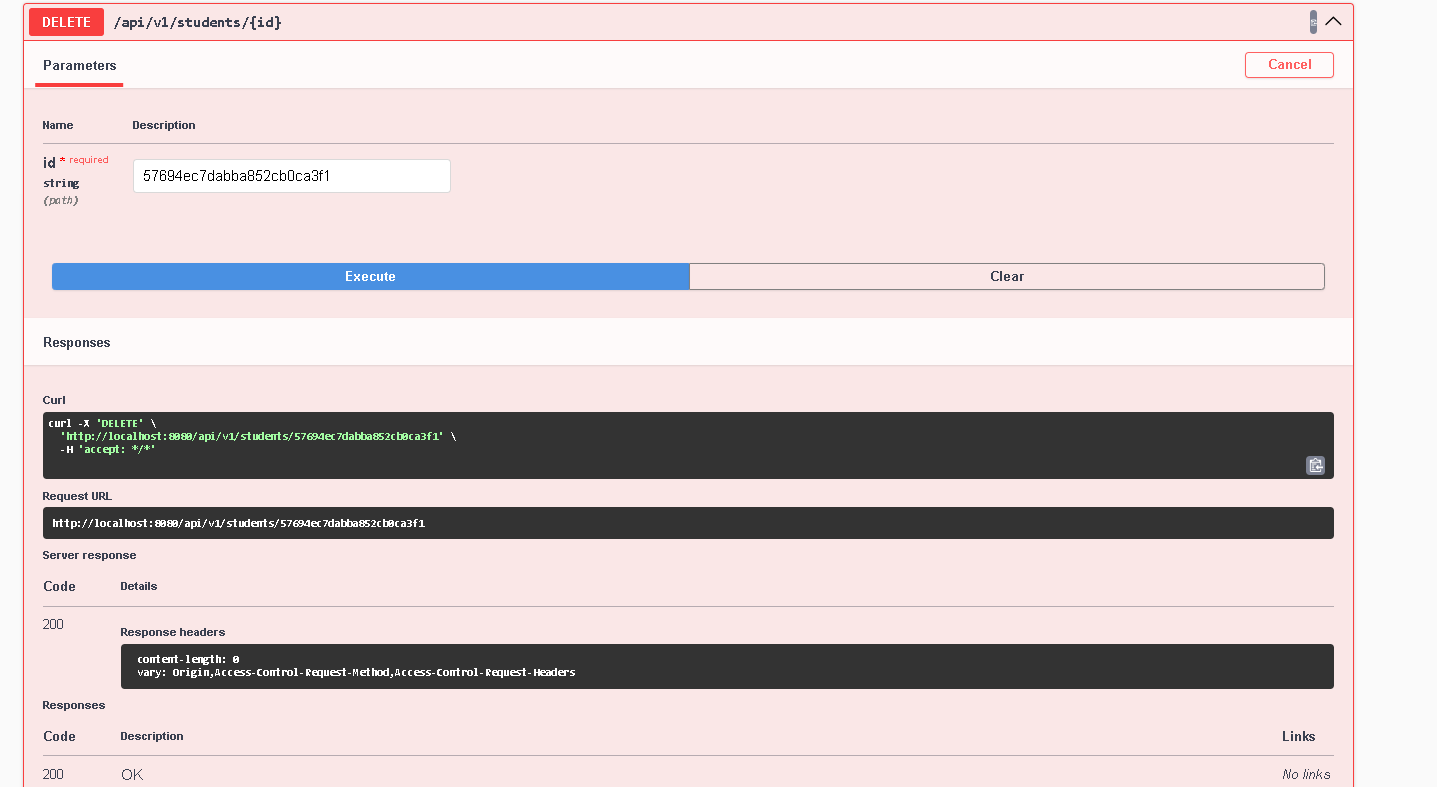 DELETE /api/v1/students/{id}
Parameters
Cancel
Name Description
id * required
string
(path)
57694ec7dabba852cb0ca3f1
Execute Clear
Responses
Curl
curl -X 'DELETE' \
'http://localhost:8080/api/v1/students/57694ec7dabba852cb0ca3f1' \
-H 'accept: */*'
Request URL
http://localhost:8080/api/v1/students/57694ec7dabba852cb0ca3f1
Server response
Code Details
200
Response headers
content-length: 0
vary: Origin,Access-Control-Request-Method,Access-Control-Request-Headers
Responses
Code Description Links
200 OK No links